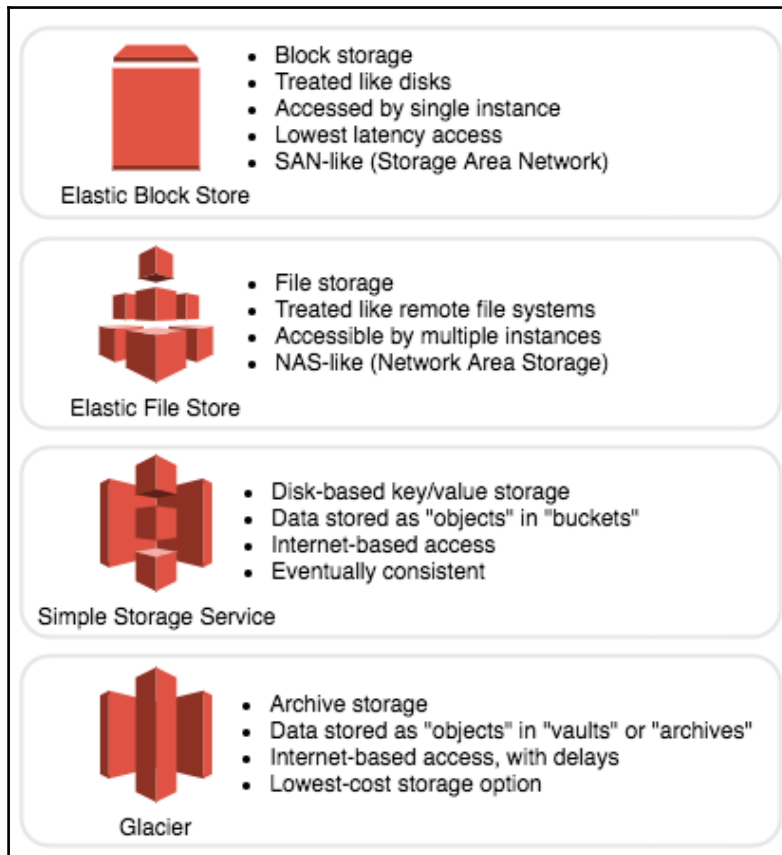 • Block storage
• Treated like disks
• Accessed by single instance
• Lowest latency access
• SAN-like (Storage Area Network)
Elastic Block Store
• File storage
• Treated like remote file systems
• Accessible by multiple instances
• NAS-like (Network Area Storage)
Elastic File Store
• Disk-based key/value storage
• Data stored as "objects" in "buckets"
• Internet-based access
• Eventually consistent
Simple Storage Service
• Archive storage
• Data stored as "objects" in "vaults" or "archives"
• Internet-based access, with delays
• Lowest-cost storage option
Glacier